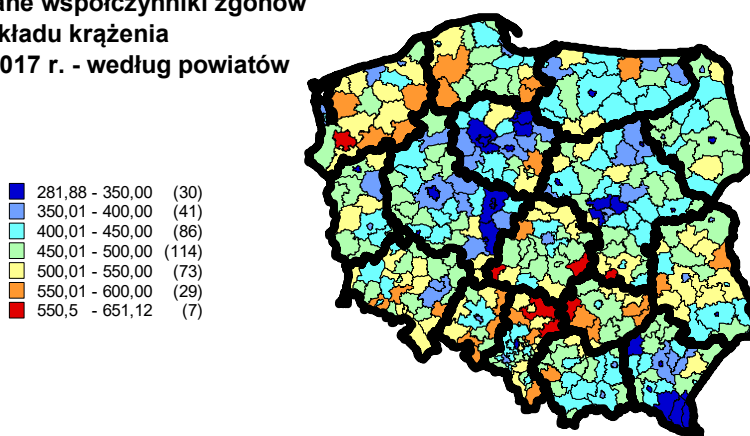 współczynniki zgonów
kładu krążenia
017 r. - według powiatów
281,88 - 350,00 (30)
350,01 - 400,00 (41)
400,01 - 450,00 (86)
450,01 - 500,00 (114)
500,01 - 550,00 (73)
550,01 - 600,00 (29)
550,5 - 651,12 (7)